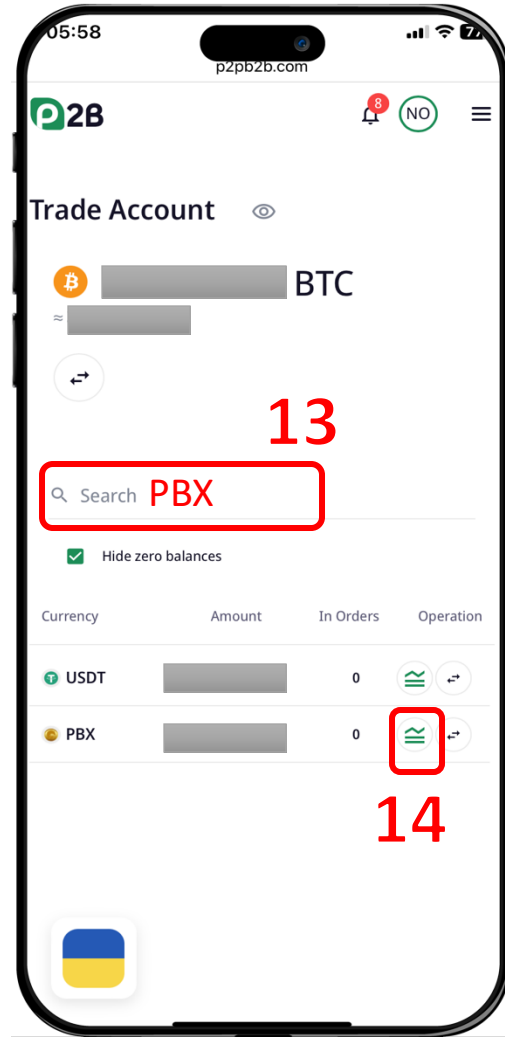 05:58
p2pb2b.com
P2B
8
NO
Trade Account
BTC
≈
13
Search PBX
Hide zero balances
Currency Amount In Orders Operation
USDT 0
PBX 0
14